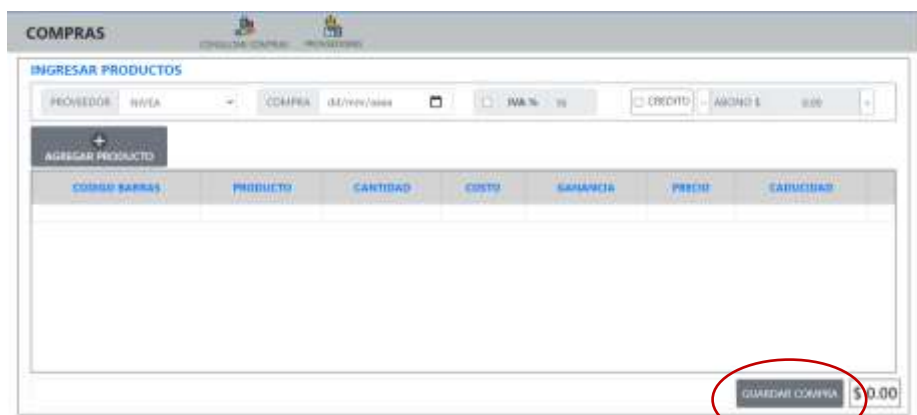 COMPRAS
CONSULTAR COMPRAS PROVEEDORES
INGRESAR PRODUCTOS
PROVEEDOR NIVEA COMPRA dd/mm/aaaa IVA % 16 CREDITO ABONO $ 0.00
AGREGAR PRODUCTO
CODIGO BARRAS PRODUCTO CANTIDAD COSTO GANANCIA PRECIO CADUCIDAD
GUARDAR COMPRA $ 0.00